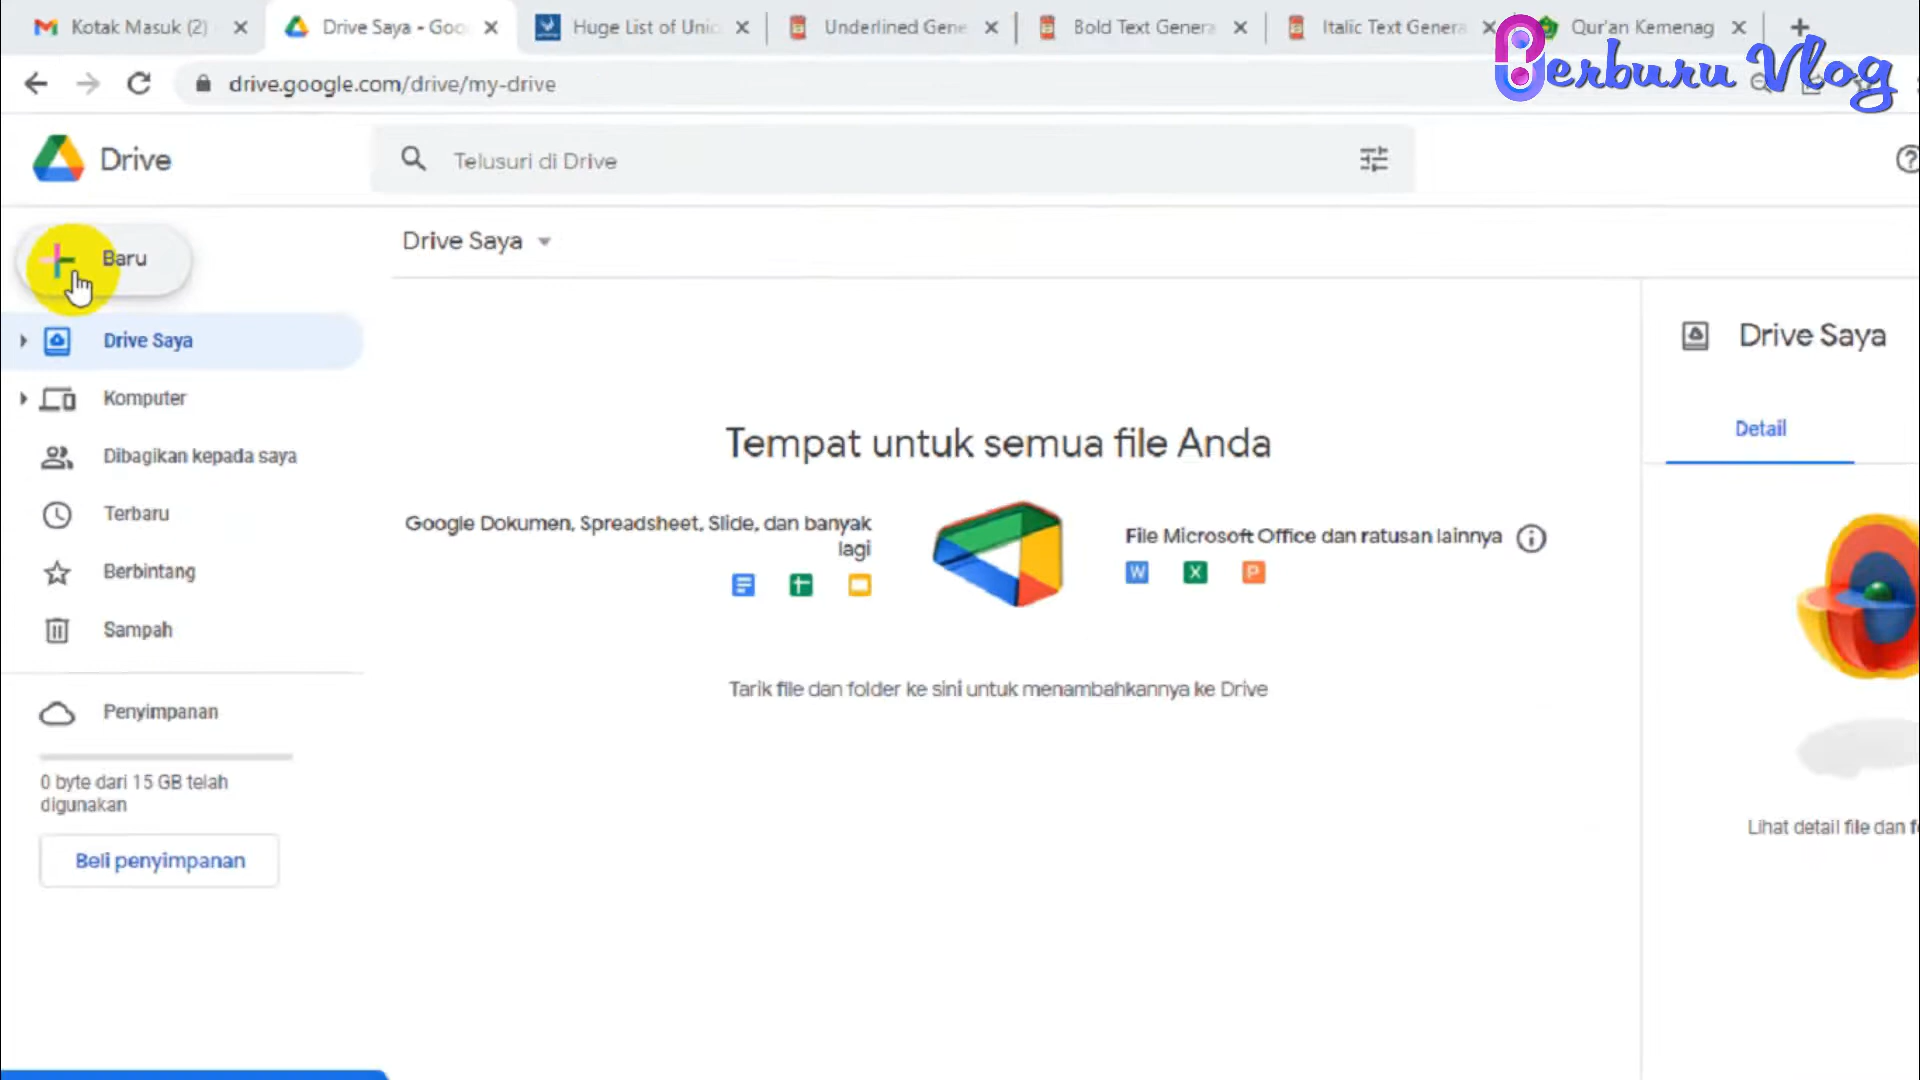 Kotak Masuk (2)
Drive Saya - Goo
Huge List of Unic
Underlined Gene
Bold Text Genera
Italic Text Genera
Qur'an Kemenag
Berburu Vlog
drive.google.com/drive/my-drive
Drive
Telusuri di Drive
Baru
Drive Saya
Drive Saya
Komputer
Dibagikan kepada saya
Terbaru
Berbintang
Sampah
Penyimpanan
0 byte dari 15 GB telah
digunakan
Beli penyimpanan
Tempat untuk semua file Anda
Google Dokumen, Spreadsheet, Slide, dan banyak
lagi
File Microsoft Office dan ratusan lainnya
W X P
Tarik file dan folder ke sini untuk menambahkannya ke Drive
Drive Saya
Detail
Lihat detail file dan